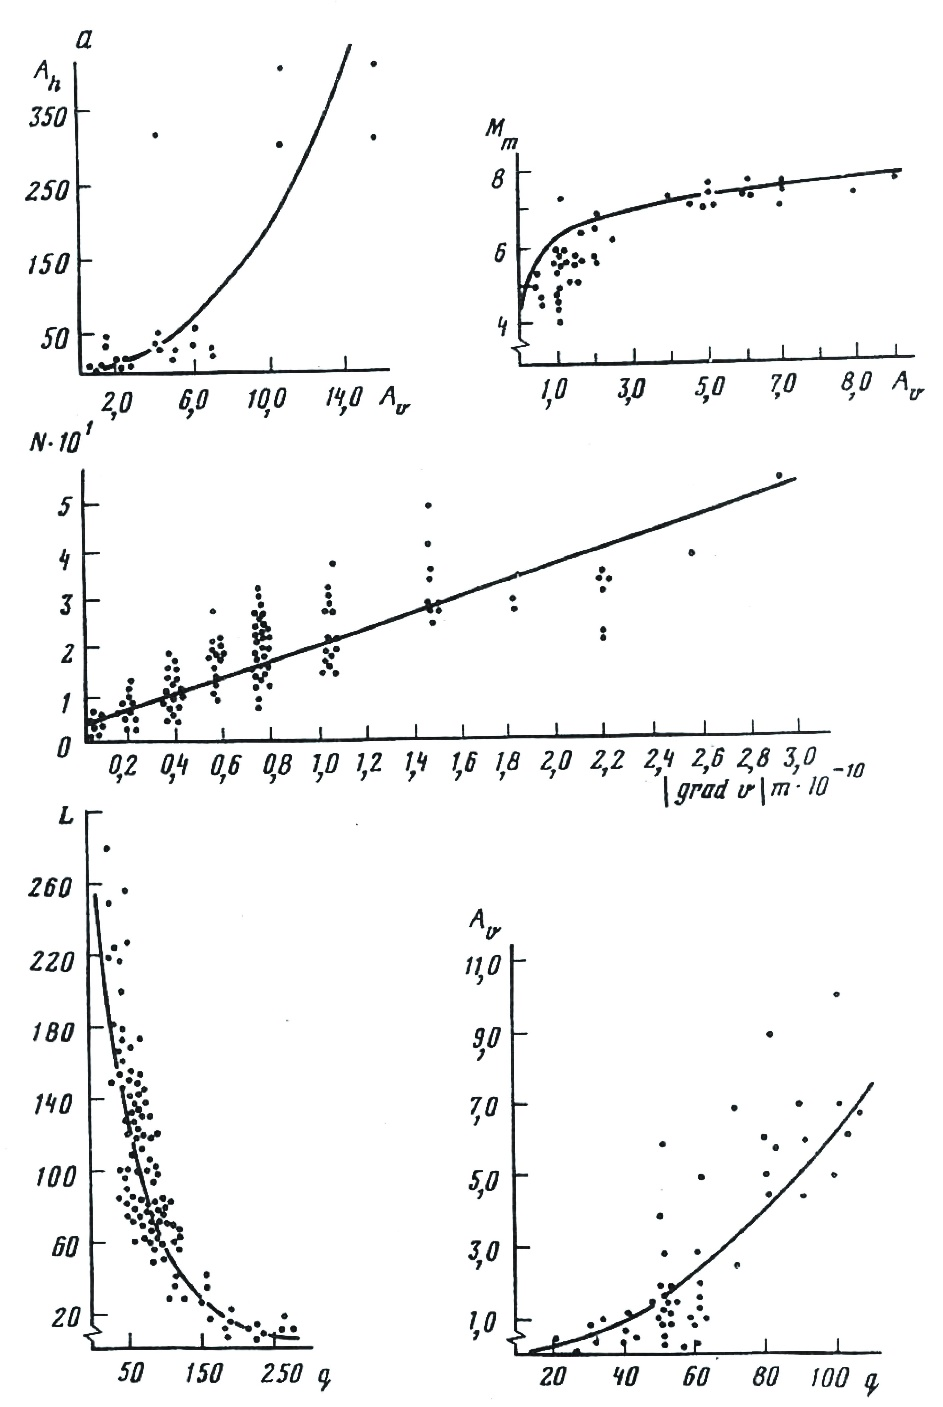 а
A_h
350
250
150
50
2,0 6,0 10,0 14,0 A_v
M_m
8
6
4
1,0 3,0 5,0 7,0 8,0 A_v
N·10¹
5
4
3
2
1
0
0,2 0,4 0,6 0,8 1,0 1,2 1,4 1,6 1,8 2,0 2,2 2,4 2,6 2,8 3,0
|grad v| m·10⁻¹⁰
L
260
220
180
140
100
60
20
50 150 250 q
A_v
11,0
9,0
7,0
5,0
3,0
1,0
20 40 60 80 100 q